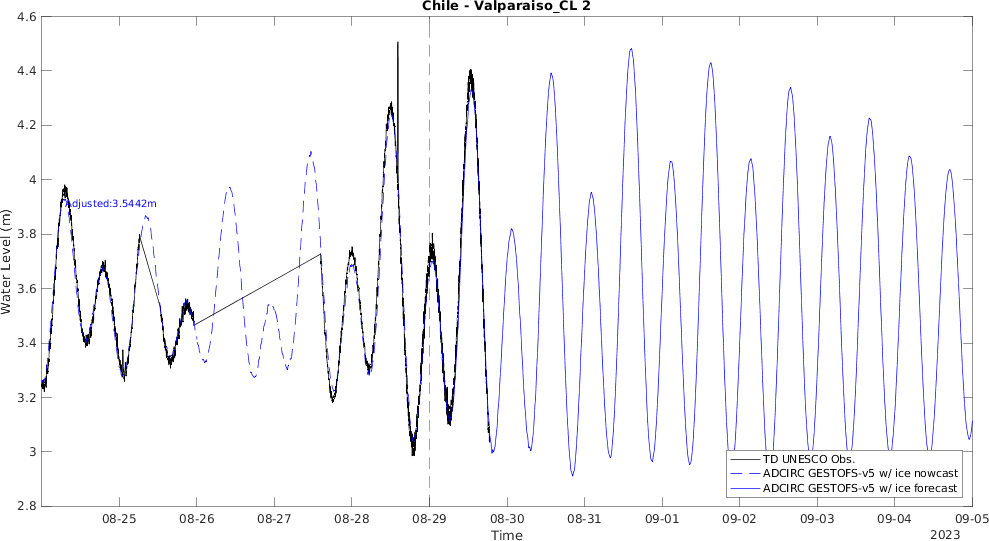 Chile - Valparaiso_CL 2
4.6
4.4
4.2
4
3.8
3.6
3.4
3.2
3
2.8
Water Level (m)
Adjusted:3.5442m
TD UNESCO Obs.
ADCIRC GESTOFS-v5 w/ ice nowcast
ADCIRC GESTOFS-v5 w/ ice forecast
08-25 08-26 08-27 08-28 08-29 08-30 08-31 09-01 09-02 09-03 09-04 09-05
Time
2023